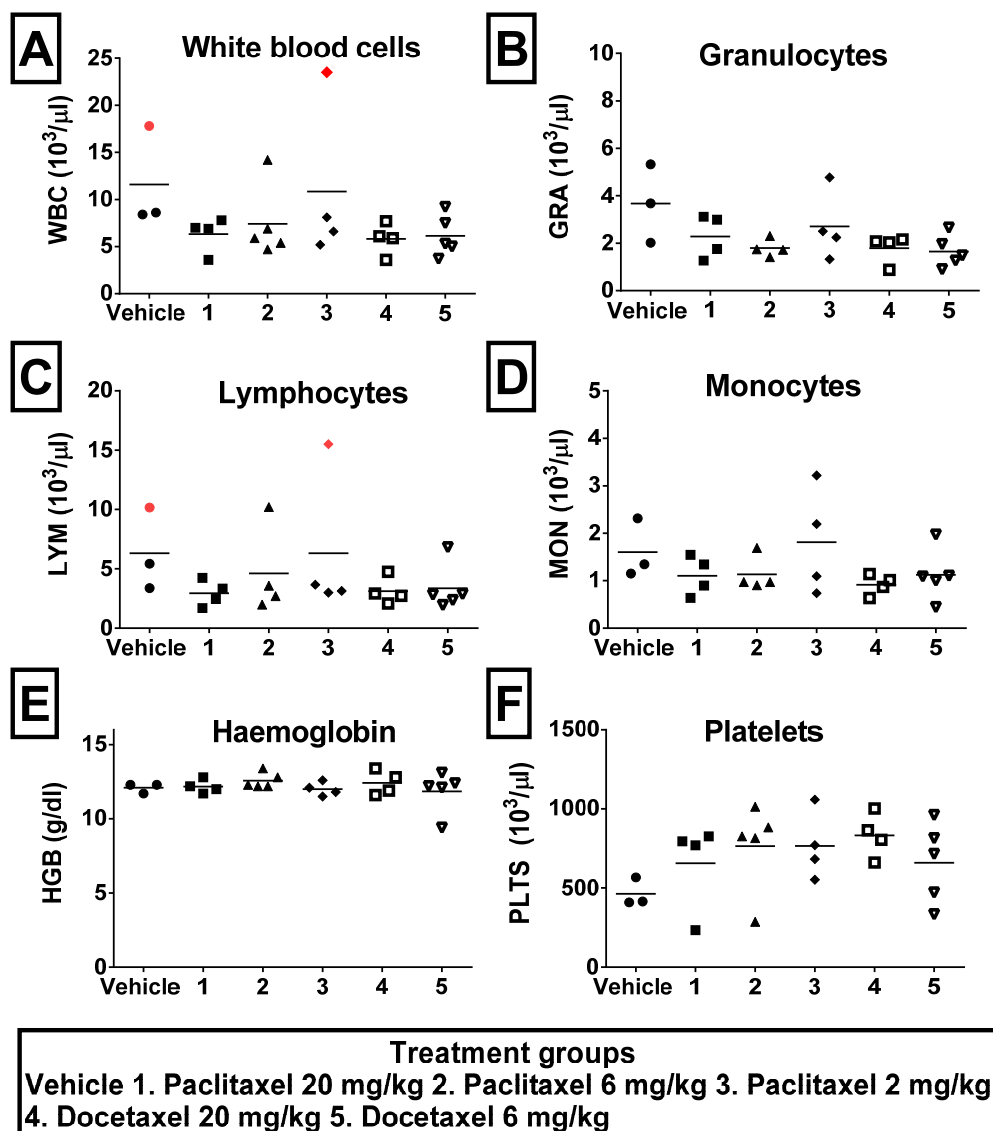 A
White blood cells
WBC (10³/µl)
25
20
15
10
5
0
Vehicle 1 2 3 4 5
B
Granulocytes
GRA (10³/µl)
10
8
6
4
2
0
Vehicle 1 2 3 4 5
C
Lymphocytes
LYM (10³/µl)
20
15
10
5
0
Vehicle 1 2 3 4 5
D
Monocytes
MON (10³/µl)
5
4
3
2
1
0
Vehicle 1 2 3 4 5
E
Haemoglobin
HGB (g/dl)
15
10
5
0
Vehicle 1 2 3 4 5
F
Platelets
PLTS (10³/µl)
1500
1000
500
0
Vehicle 1 2 3 4 5
Treatment groups
Vehicle 1. Paclitaxel 20 mg/kg 2. Paclitaxel 6 mg/kg 3. Paclitaxel 2 mg/kg
4. Docetaxel 20 mg/kg 5. Docetaxel 6 mg/kg